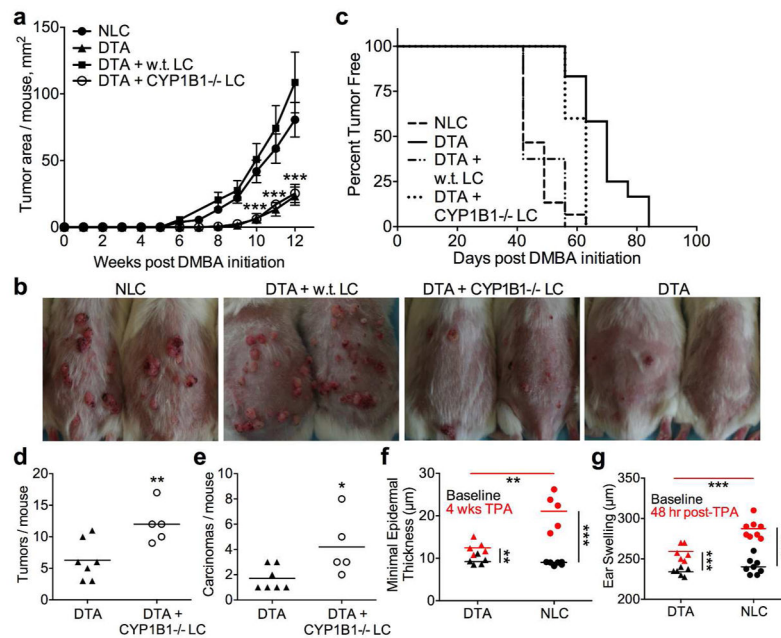 a
NLC
DTA
DTA + w.t. LC
DTA + CYP1B1-/- LC
Tumor area / mouse, mm2
150
100
50
0
***
***
***
0 2 4 6 8 10 12
Weeks post DMBA initiation
c
Percent Tumor Free
100
75
50
25
0
NLC
DTA
DTA +
w.t. LC
DTA +
CYP1B1-/- LC
0 20 40 60 80 100
Days post DMBA initiation
b
NLC
DTA + w.t. LC
DTA + CYP1B1-/- LC
DTA
d
Tumors / mouse
20
15
10
5
0
**
DTA
DTA +
CYP1B1-/- LC
e
Carcinomas / mouse
10
8
6
4
2
0
*
DTA
DTA +
CYP1B1-/- LC
f
Minimal Epidermal
Thickness (µm)
30
20
10
0
**
Baseline
4 wks TPA
**
***
DTA
NLC
g
Ear Swelling (µm)
350
300
250
200
***
Baseline
48 hr post-TPA
***
DTA
NLC